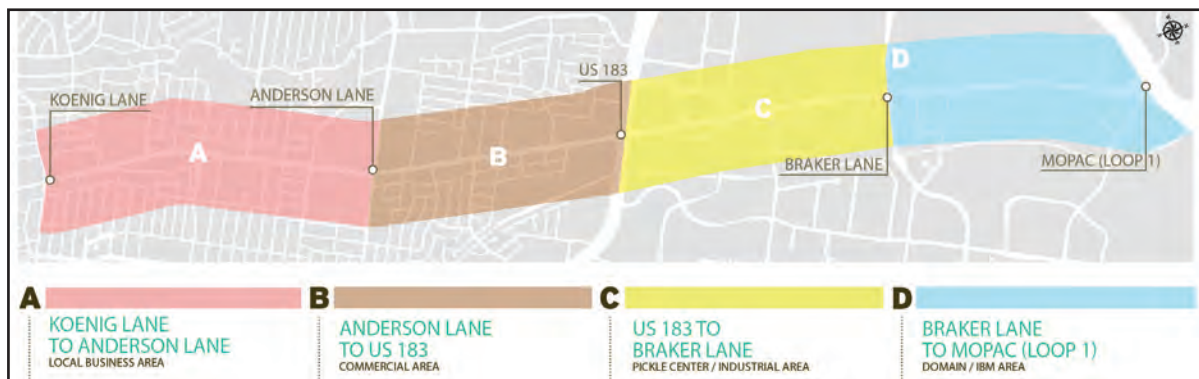 US 183
KOENIG LANE
ANDERSON LANE
A
B
C
D
BRAKER LANE
MOPAC (LOOP 1)
A
KOENIG LANE
TO ANDERSON LANE
LOCAL BUSINESS AREA
B
ANDERSON LANE
TO US 183
COMMERCIAL AREA
C
US 183 TO
BRAKER LANE
PICKLE CENTER / INDUSTRIAL AREA
D
BRAKER LANE
TO MOPAC (LOOP 1)
DOMAIN / IBM AREA